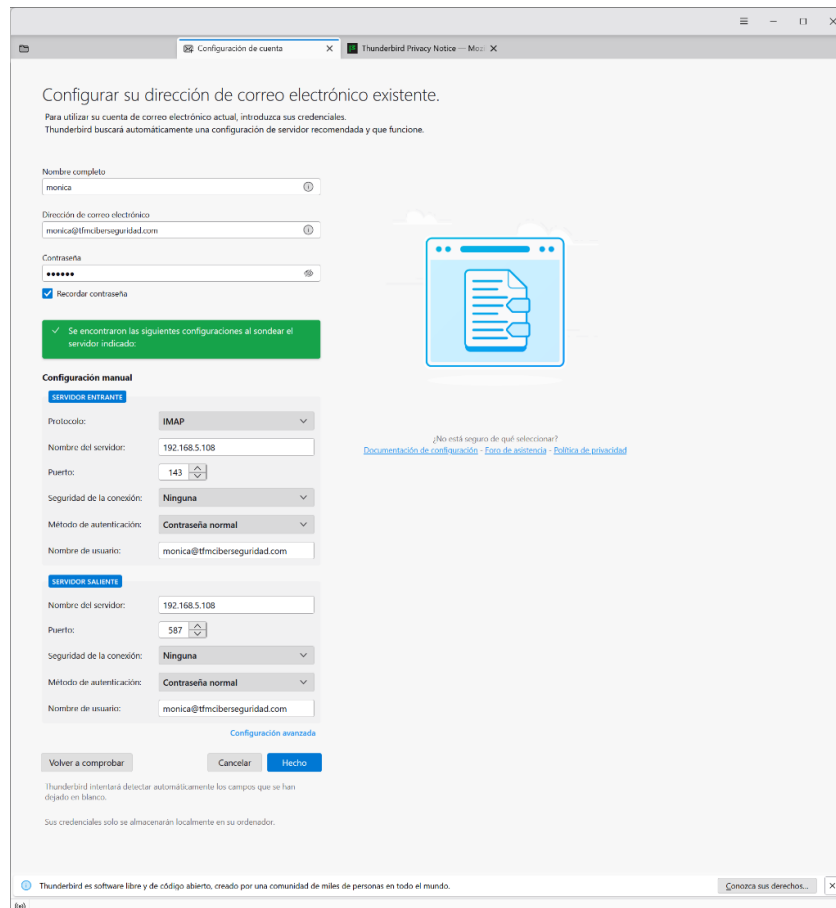 Configuración de cuenta
Thunderbird Privacy Notice — Mozi
Configurar su dirección de correo electrónico existente.
Para utilizar su cuenta de correo electrónico actual, introduzca sus credenciales.
Thunderbird buscará automáticamente una configuración de servidor recomendada y que funcione.
Nombre completo
monica
Dirección de correo electrónico
monica@tfmciberseguridad.com
Contraseña
••••••
Recordar contraseña
Se encontraron las siguientes configuraciones al sondear el
servidor indicado:
Configuración manual
SERVIDOR ENTRANTE
Protocolo: IMAP
Nombre del servidor: 192.168.5.108
Puerto: 143
Seguridad de la conexión: Ninguna
Método de autenticación: Contraseña normal
Nombre de usuario: monica@tfmciberseguridad.com
SERVIDOR SALIENTE
Nombre del servidor: 192.168.5.108
Puerto: 587
Seguridad de la conexión: Ninguna
Método de autenticación: Contraseña normal
Nombre de usuario: monica@tfmciberseguridad.com
Configuración avanzada
Volver a comprobar Cancelar Hecho
Thunderbird intentará detectar automáticamente los campos que se han
dejado en blanco.
Sus credenciales solo se almacenarán localmente en su ordenador.
¿No está seguro de qué seleccionar?
Documentación de configuración - Foro de asistencia - Política de privacidad
Thunderbird es software libre y de código abierto, creado por una comunidad de miles de personas en todo el mundo.
Conozca sus derechos...